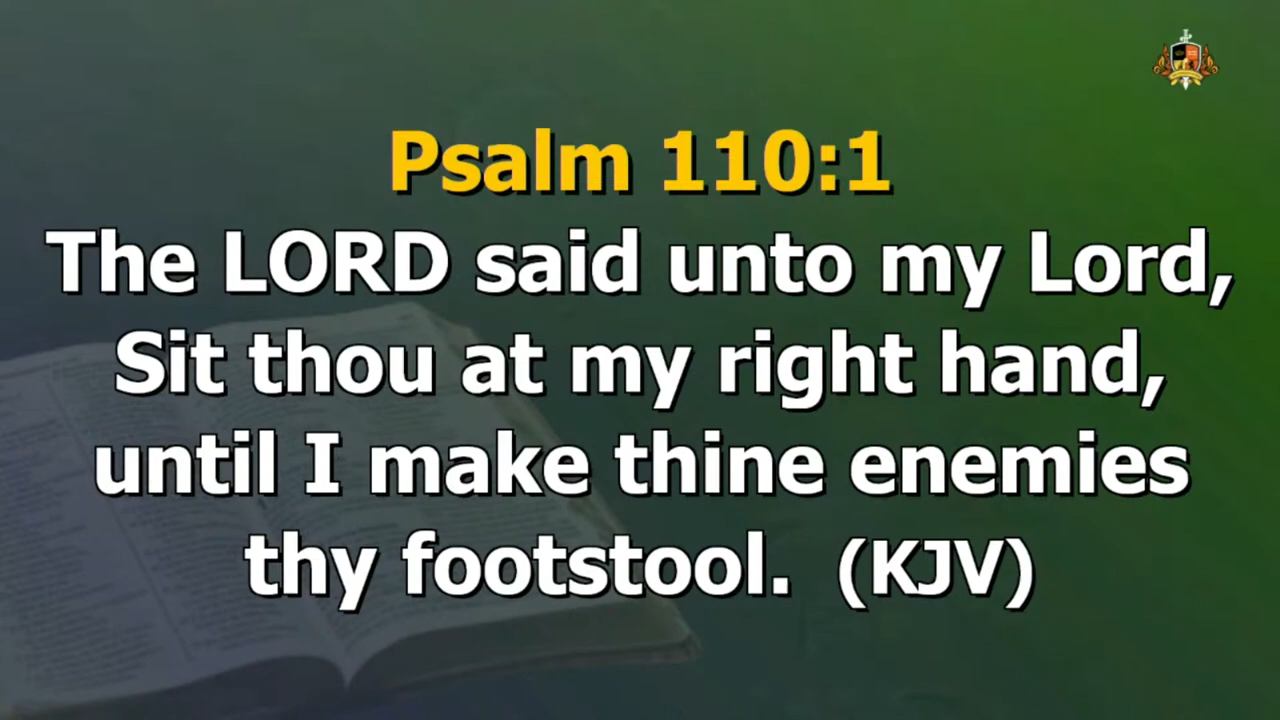 Psalm 110:1
The LORD said unto my Lord,
Sit thou at my right hand,
until I make thine enemies
thy footstool. (KJV)